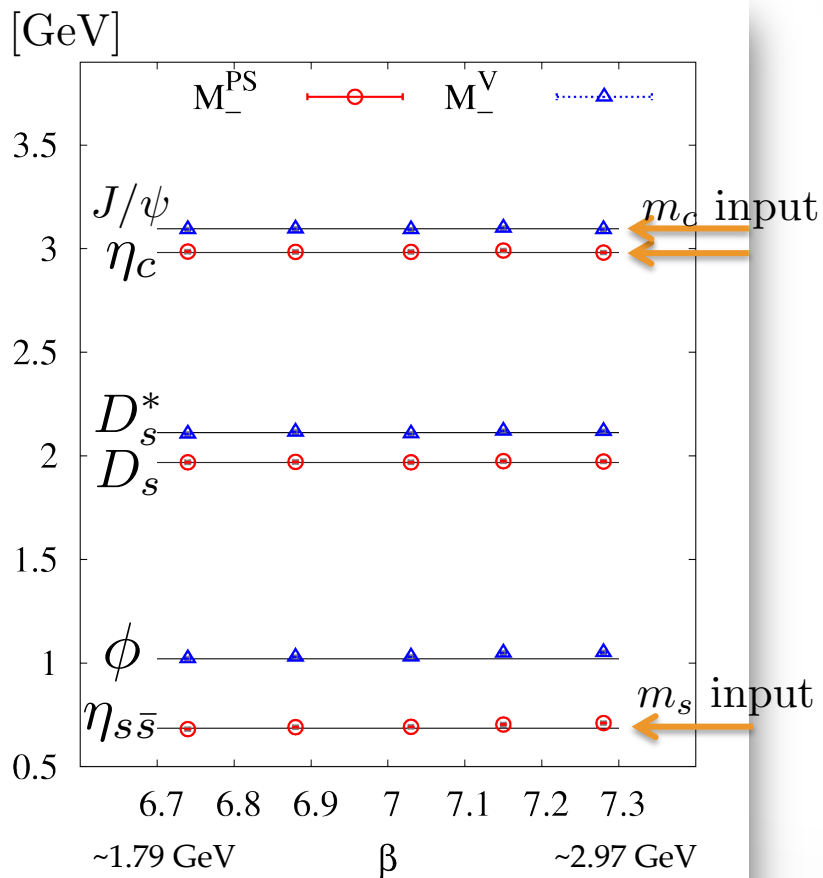 [GeV]
M_^PS M_^V
3.5
J/ψ m_c input
3
η_c
2.5
D_s^*
2
D_s
1.5
ϕ
1
η_{ss̄} m_s input
0.5
6.7 6.8 6.9 7 7.1 7.2 7.3
~1.79 GeV β ~2.97 GeV